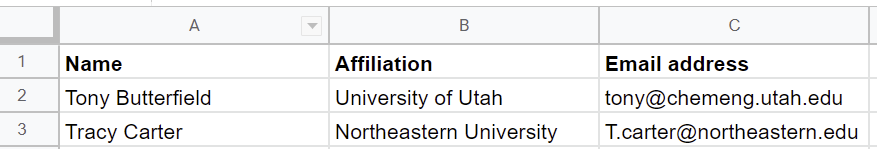 A B C
1 Name Affiliation Email address
2 Tony Butterfield University of Utah tony@chemeng.utah.edu
3 Tracy Carter Northeastern University T.carter@northeastern.edu